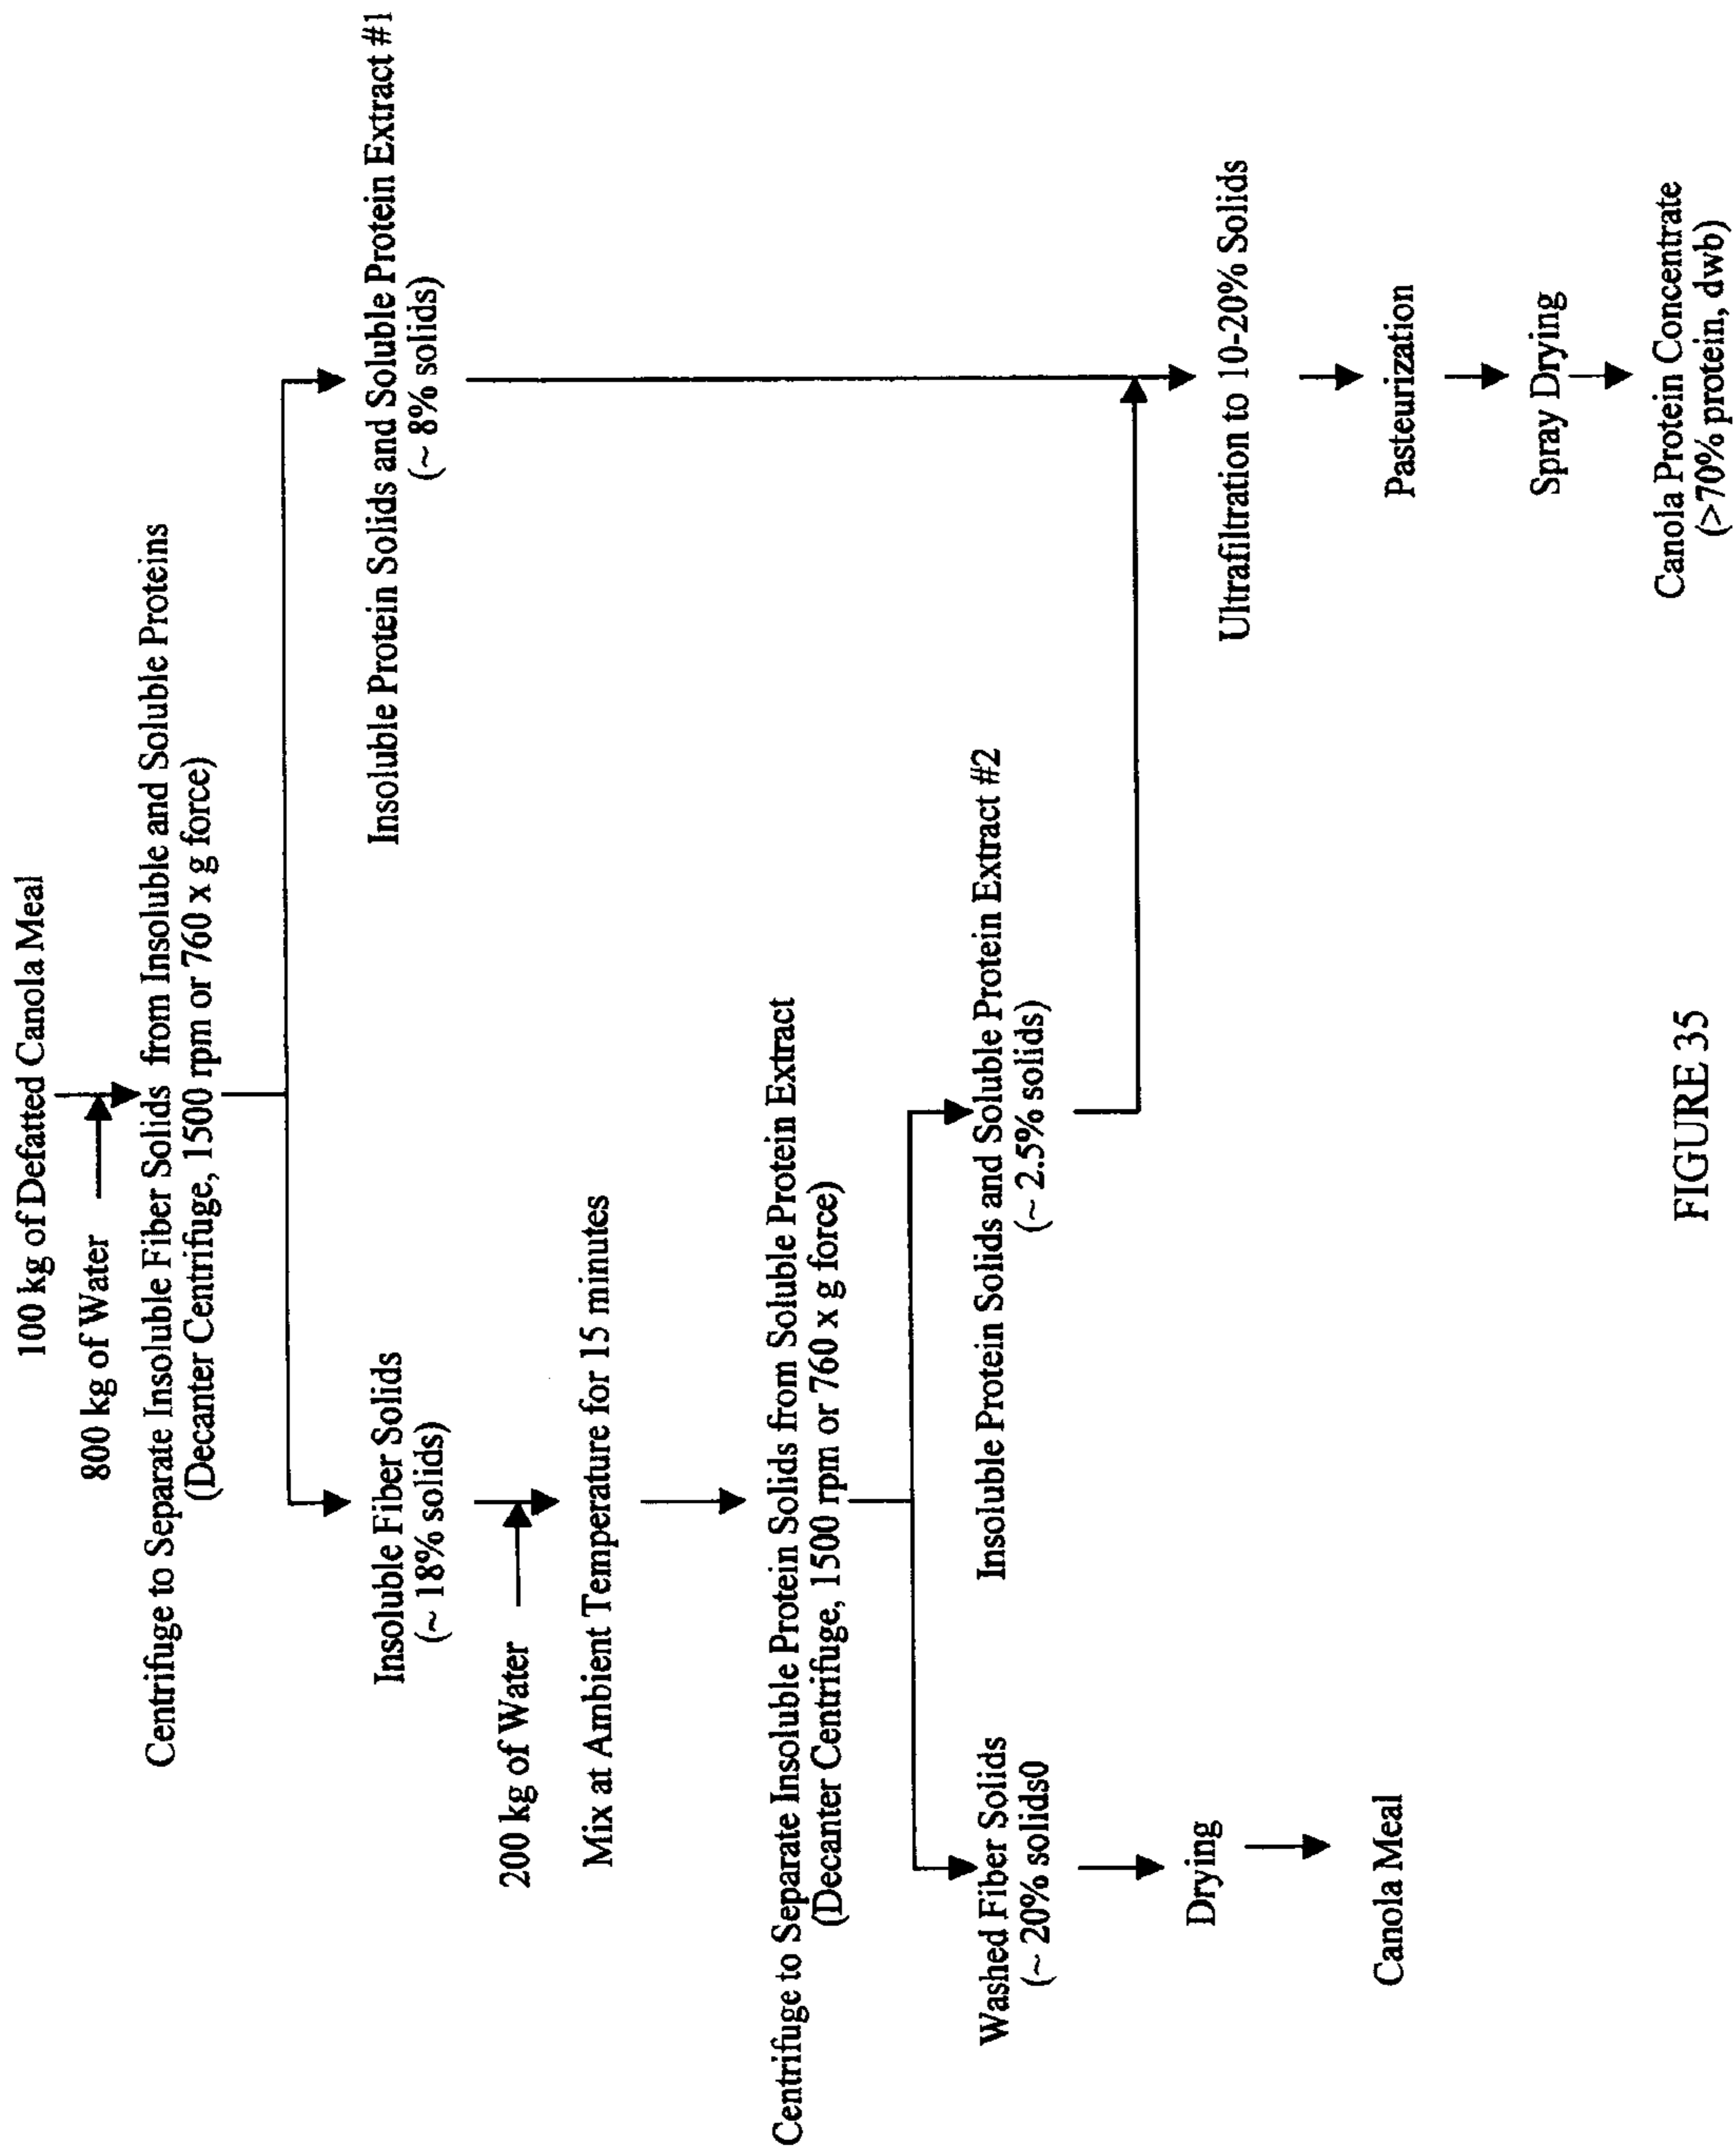 100 kg of Defatted Canola Meal
800 kg of Water
Centrifuge to Separate Insoluble Fiber Solids from Insoluble and Soluble Proteins
(Decanter Centrifuge, 1500 rpm or 760 x g force)
Insoluble Fiber Solids
(~ 18% solids)
Insoluble Protein Solids and Soluble Protein Extract #1
(~ 8% solids)
200 kg of Water
Mix at Ambient Temperature for 15 minutes
Centrifuge to Separate Insoluble Protein Solids from Soluble Protein Extract
(Decanter Centrifuge, 1500 rpm or 760 x g force)
Washed Fiber Solids
(~ 20% solids0
Insoluble Protein Solids and Soluble Protein Extract #2
(~ 2.5% solids)
Drying
Canola Meal
Ultrafiltration to 10-20% Solids
Pasteurization
Spray Drying
Canola Protein Concentrate
(>70% protein, dwb)
FIGURE 35